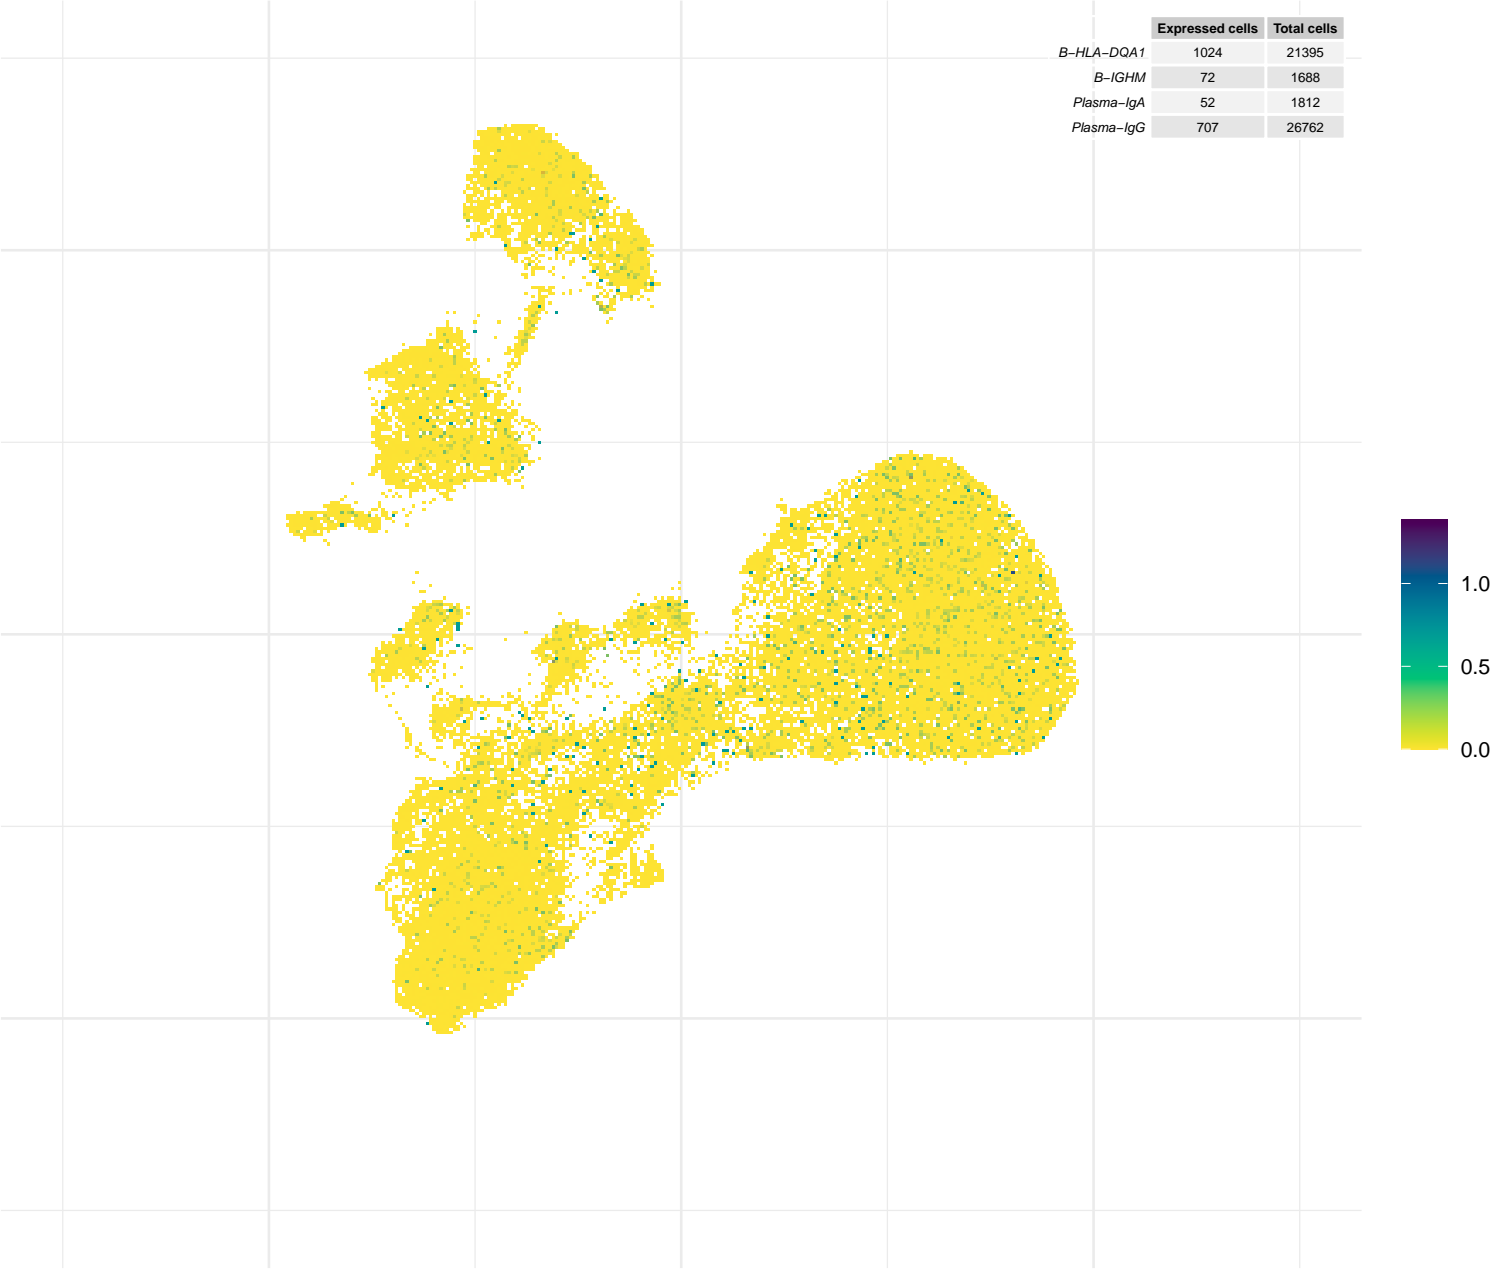 Expressed cells Total cells
B−HLA−DQA1 1024 21395
B−IGHM 72 1688
Plasma−IgA 52 1812
Plasma−IgG 707 26762
1.0
0.5
0.0